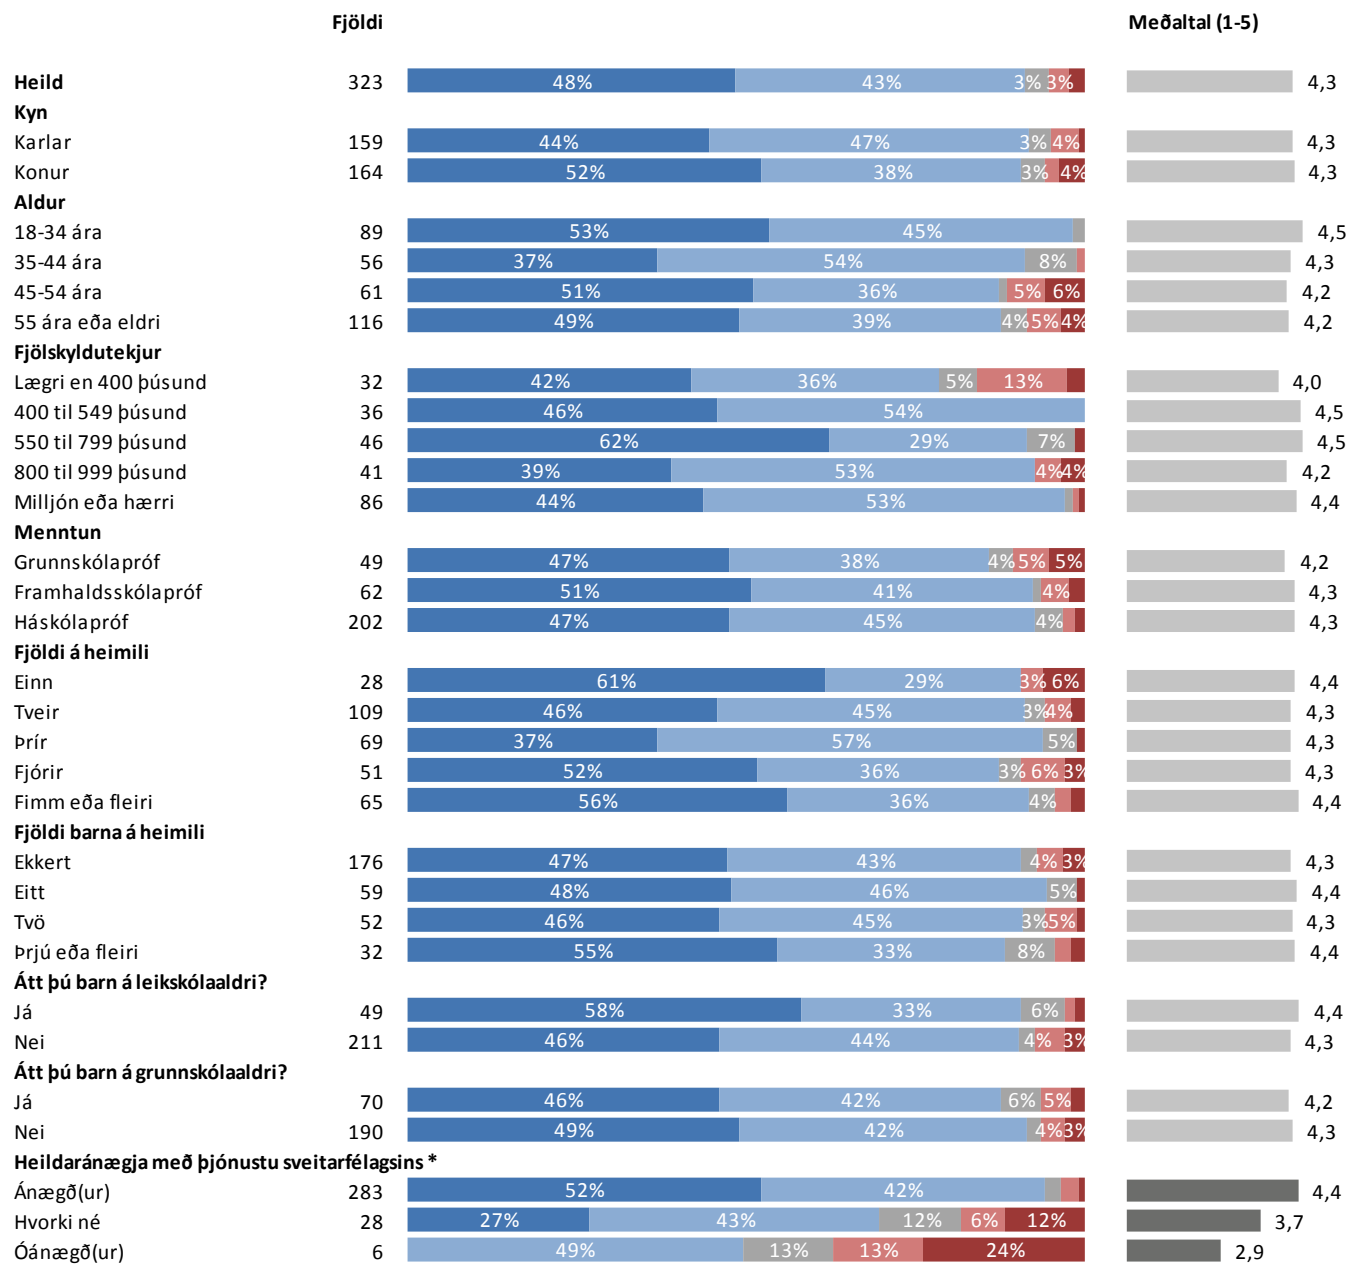 Fjöldi Meðaltal (1-5)
Heild 323 48% 43% 3% 3% 4,3
Kyn
Karlar 159 44% 47% 3% 4% 4,3
Konur 164 52% 38% 3% 4% 4,3
Aldur
18-34 ára 89 53% 45% 4,5
35-44 ára 56 37% 54% 8% 4,3
45-54 ára 61 51% 36% 5% 6% 4,2
55 ára eða eldri 116 49% 39% 4% 5% 4% 4,2
Fjölskyldutekjur
Lægri en 400 þúsund 32 42% 36% 5% 13% 4,0
400 til 549 þúsund 36 46% 54% 4,5
550 til 799 þúsund 46 62% 29% 7% 4,5
800 til 999 þúsund 41 39% 53% 4% 4% 4,2
Milljón eða hærri 86 44% 53% 4,4
Menntun
Grunnskólapróf 49 47% 38% 4% 5% 5% 4,2
Framhaldsskólapróf 62 51% 41% 4% 4,3
Háskólapróf 202 47% 45% 4% 4,3
Fjöldi á heimili
Einn 28 61% 29% 3% 6% 4,4
Tveir 109 46% 45% 3% 4% 4,3
Þrír 69 37% 57% 5% 4,3
Fjórir 51 52% 36% 3% 6% 3% 4,3
Fimm eða fleiri 65 56% 36% 4% 4,4
Fjöldi barna á heimili
Ekkert 176 47% 43% 4% 3% 4,3
Eitt 59 48% 46% 5% 4,4
Tvö 52 46% 45% 3% 5% 4,3
Þrjú eða fleiri 32 55% 33% 8% 4,4
Átt þú barn á leikskólaaldri?
Já 49 58% 33% 6% 4,4
Nei 211 46% 44% 4% 3% 4,3
Átt þú barn á grunnskólaaldri?
Já 70 46% 42% 6% 5% 4,2
Nei 190 49% 42% 4% 3% 4,3
Heildaránægja með þjónustu sveitarfélagsins *
Ánægð(ur) 283 52% 42% 4,4
Hvorki né 28 27% 43% 12% 6% 12% 3,7
Óánægð(ur) 6 49% 13% 13% 24% 2,9